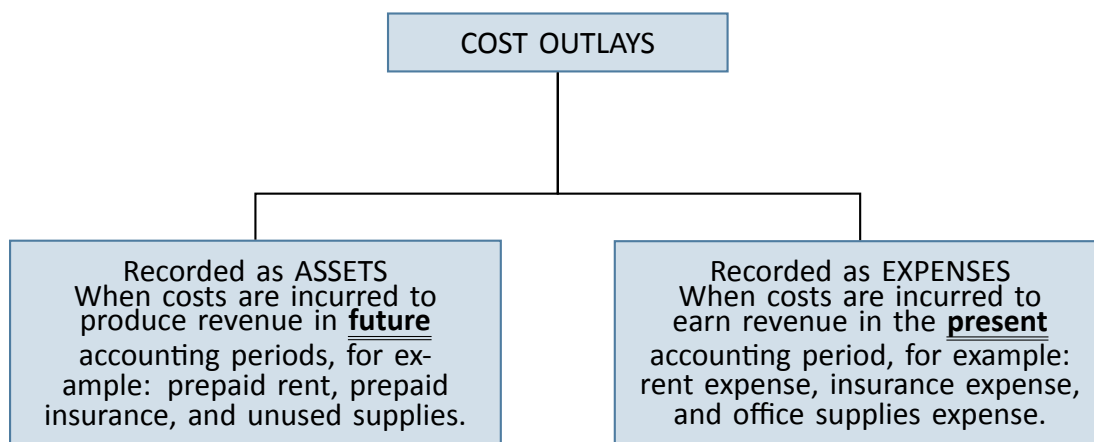 COST OUTLAYS
Recorded as ASSETS
When costs are incurred to
produce revenue in future
accounting periods, for ex-
ample: prepaid rent, prepaid
insurance, and unused supplies.
Recorded as EXPENSES
When costs are incurred to
earn revenue in the present
accounting period, for example:
rent expense, insurance expense,
and office supplies expense.